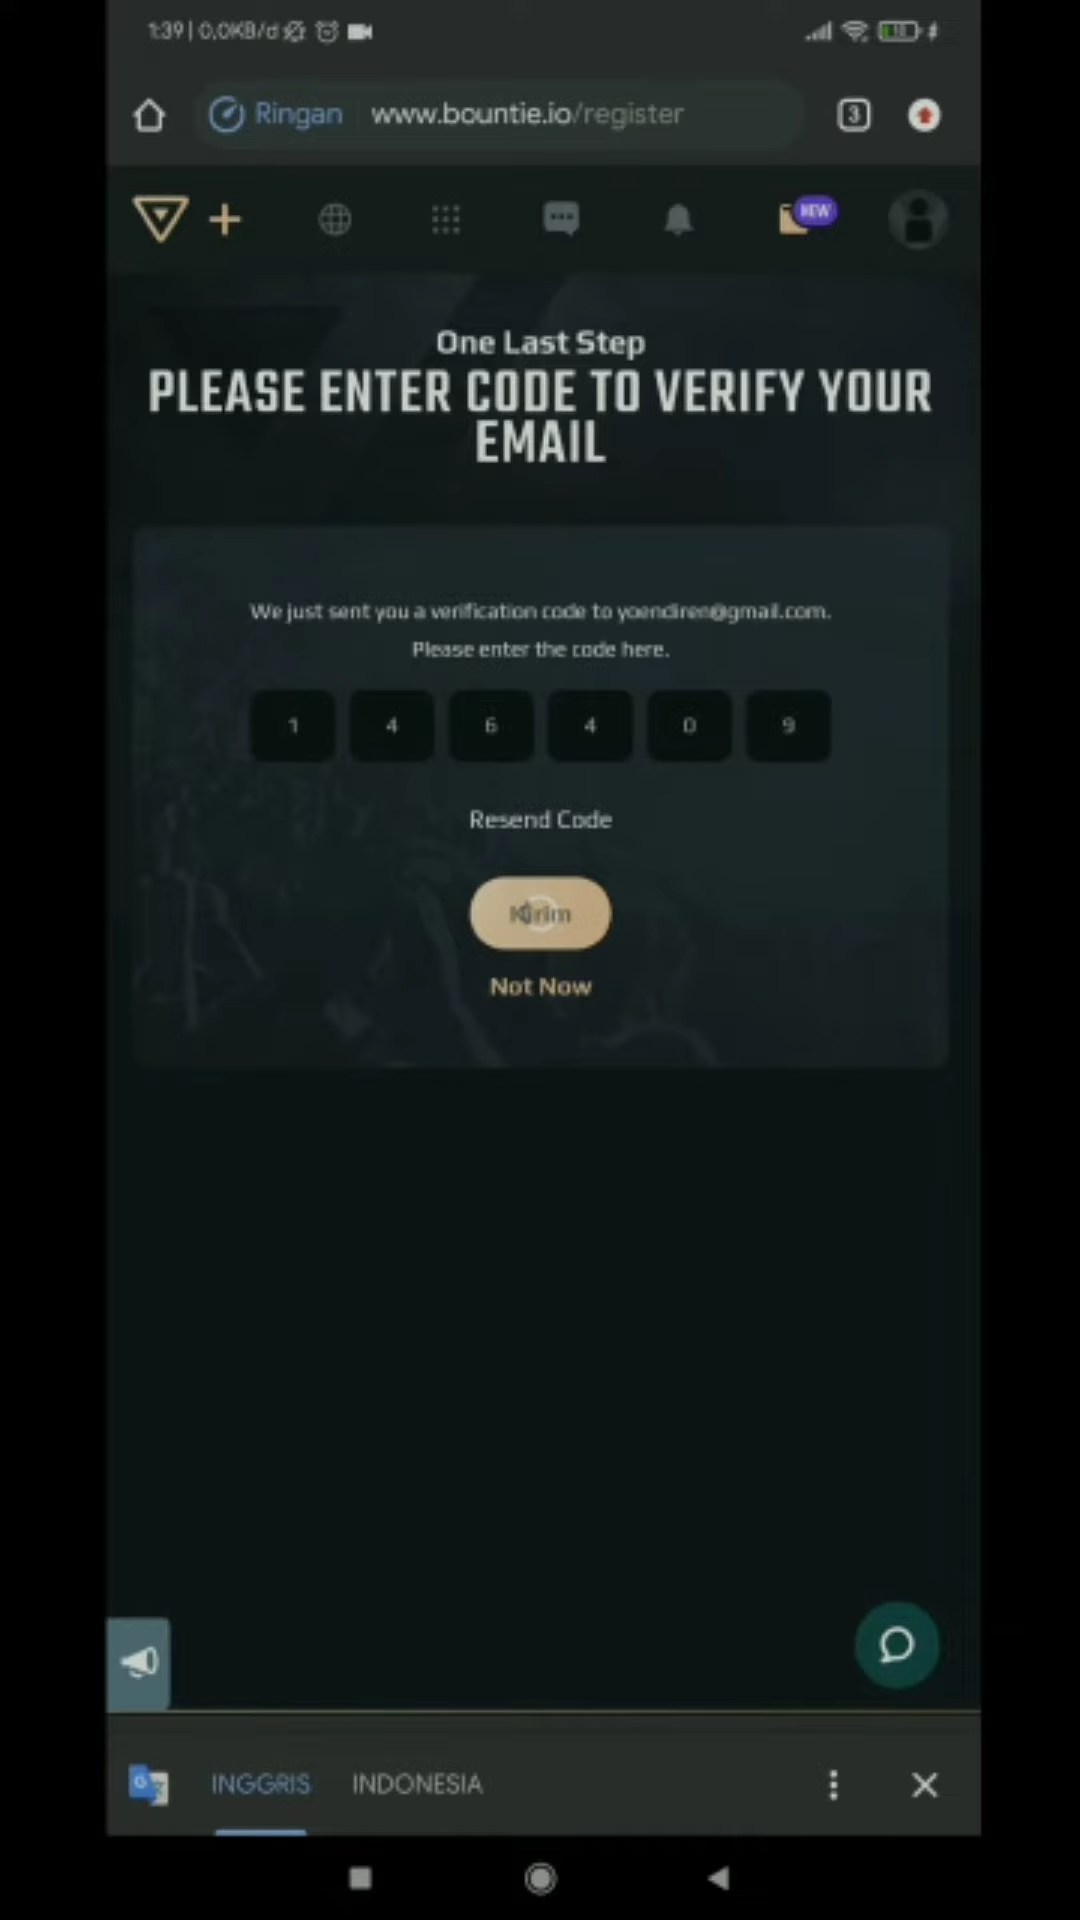 1:39 | 0,0KB/d
Ringan www.bountie.io/register
3
NEW
One Last Step
PLEASE ENTER CODE TO VERIFY YOUR
EMAIL
We just sent you a verification code to yoendiren@gmail.com.
Please enter the code here.
1 4 6 4 0 9
Resend Code
Kirim
Not Now
INGGRIS INDONESIA